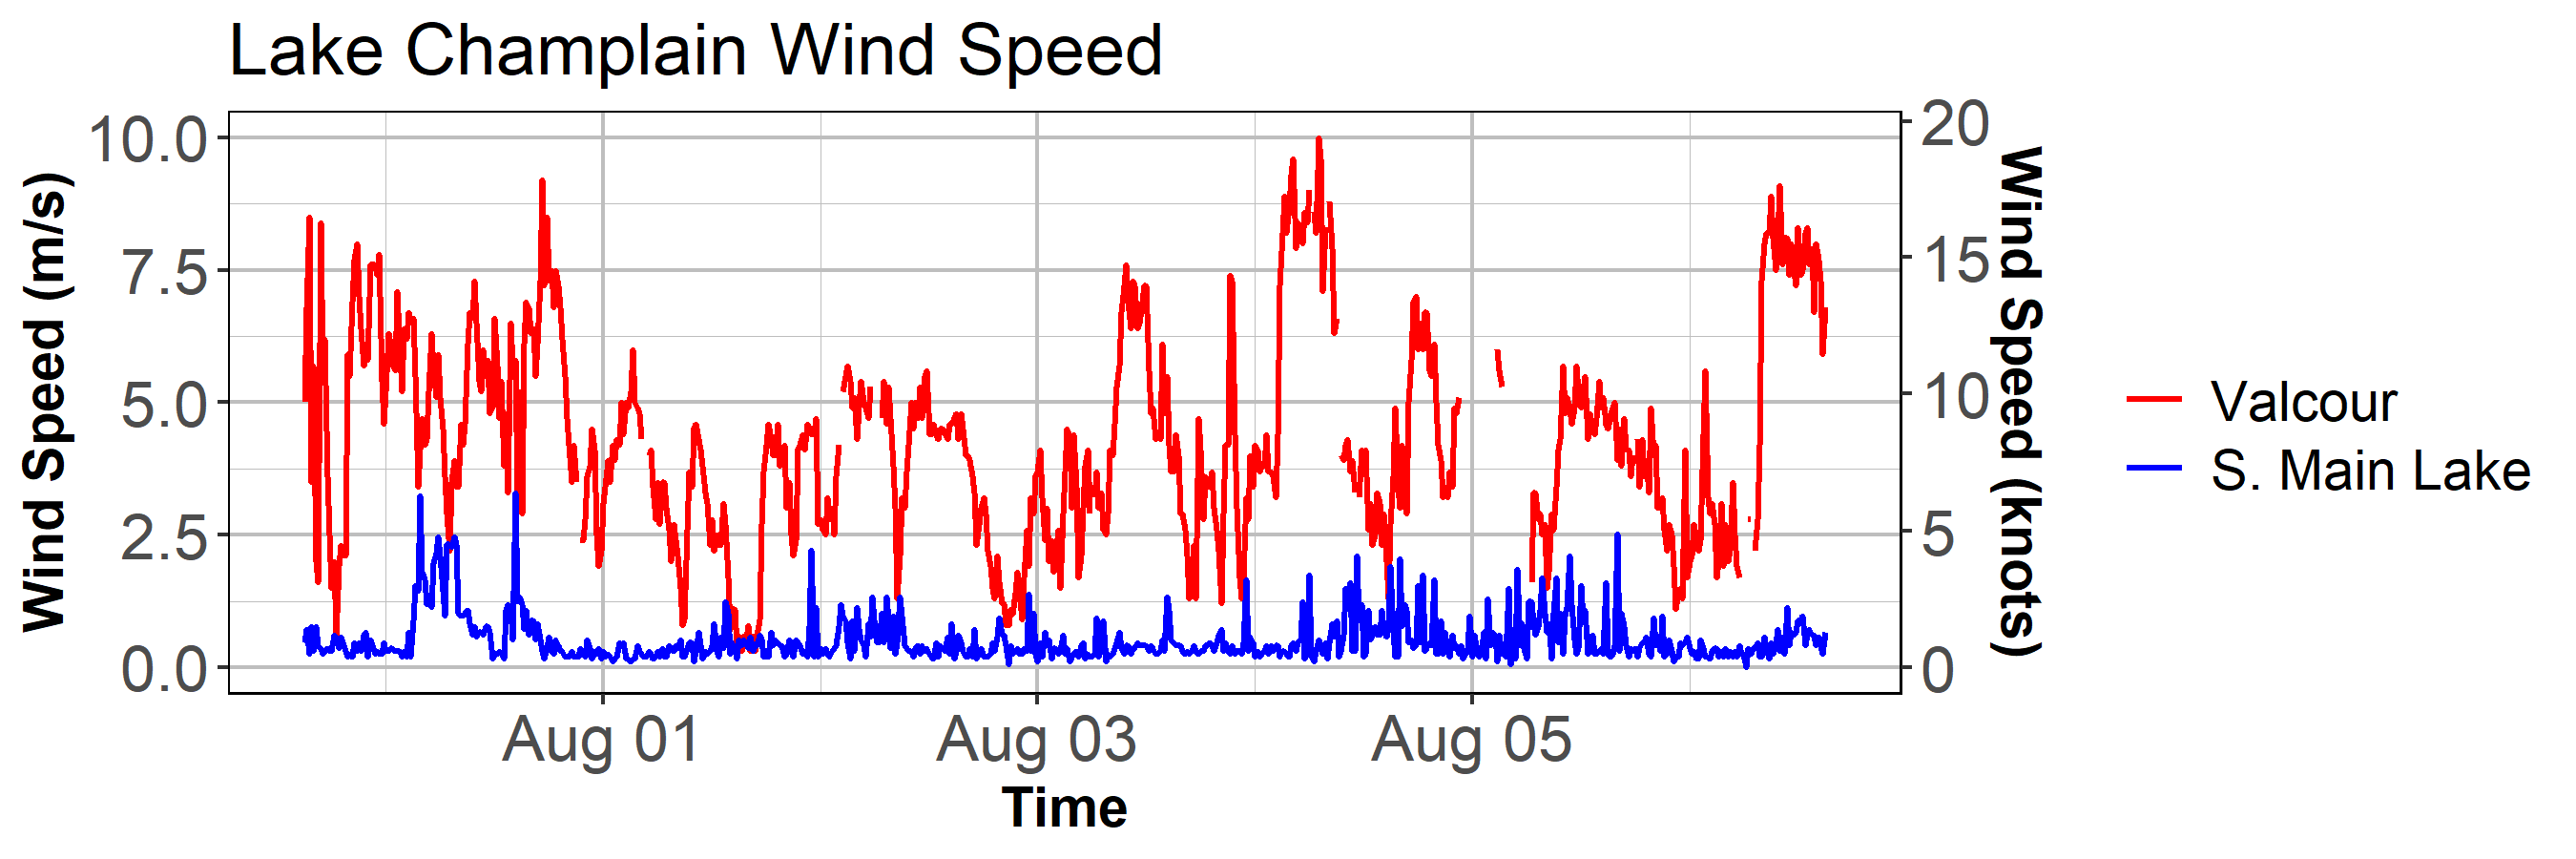 Lake Champlain Wind Speed
Wind Speed (m/s)
10.0
7.5
5.0
2.5
0.0
20
15
10
5
0
Wind Speed (knots)
Aug 01
Aug 03
Aug 05
Time
Valcour
S. Main Lake